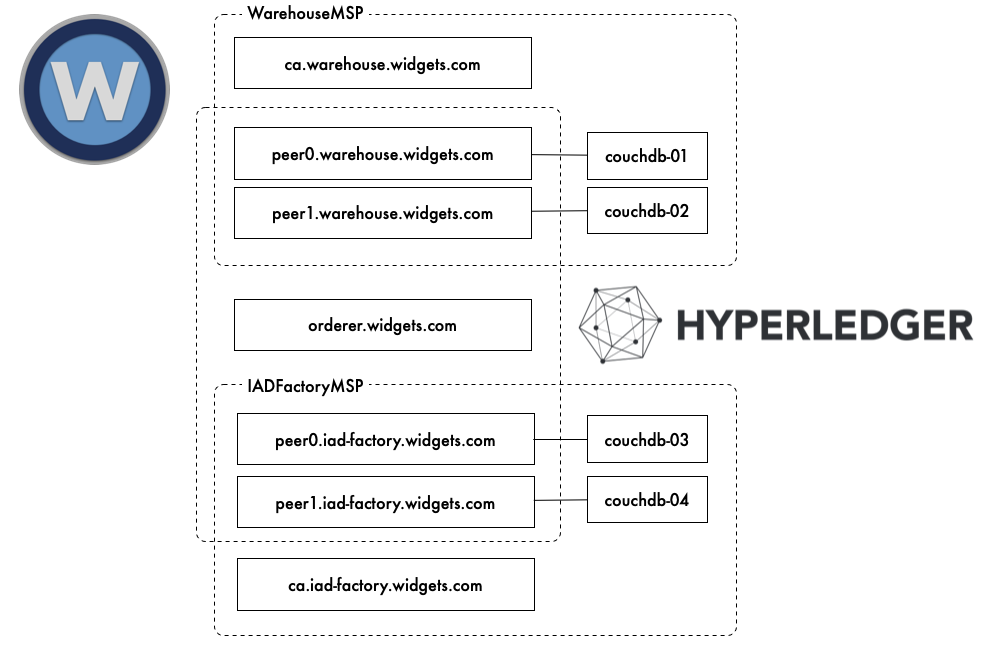 WarehouseMSP
W
ca.warehouse.widgets.com
peer0.warehouse.widgets.com
couchdb-01
peer1.warehouse.widgets.com
couchdb-02
orderer.widgets.com
HYPERLEDGER
IADFactoryMSP
peer0.iad-factory.widgets.com
couchdb-03
peer1.iad-factory.widgets.com
couchdb-04
ca.iad-factory.widgets.com